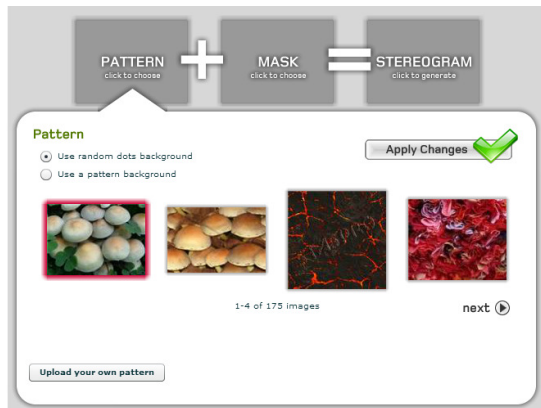 PATTERN
click to choose
+
MASK
click to choose
=
STEREOGRAM
click to generate
Pattern
Use random dots background
Use a pattern background
Apply Changes
1-4 of 175 images
next
Upload your own pattern